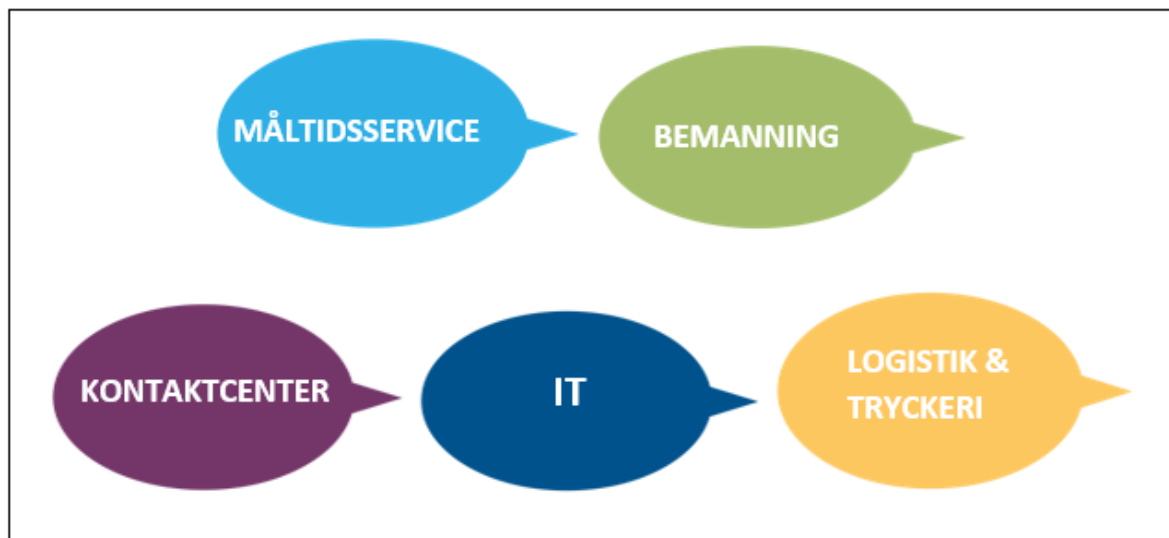 MÅLTIDSSERVICE
BEMANNING
KONTAKTCENTER
IT
LOGISTIK &
TRYCKERI